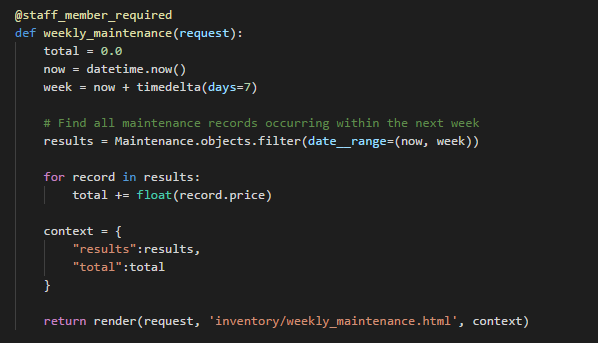 @staff_member_required
def weekly_maintenance(request):
    total = 0.0
    now = datetime.now()
    week = now + timedelta(days=7)

    # Find all maintenance records occurring within the next week
    results = Maintenance.objects.filter(date__range=(now, week))

    for record in results:
        total += float(record.price)

    context = {
        "results":results,
        "total":total
    }

    return render(request, 'inventory/weekly_maintenance.html', context)